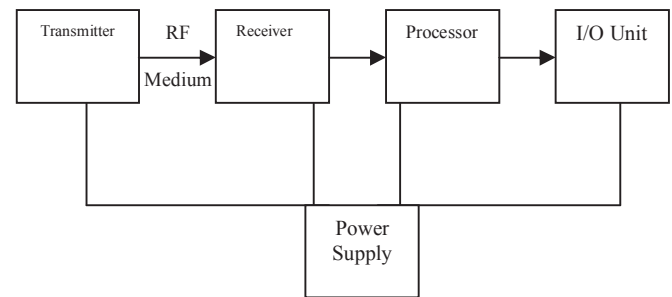 Transmitter
RF
Medium
Receiver
Processor
I/O Unit
Power
Supply